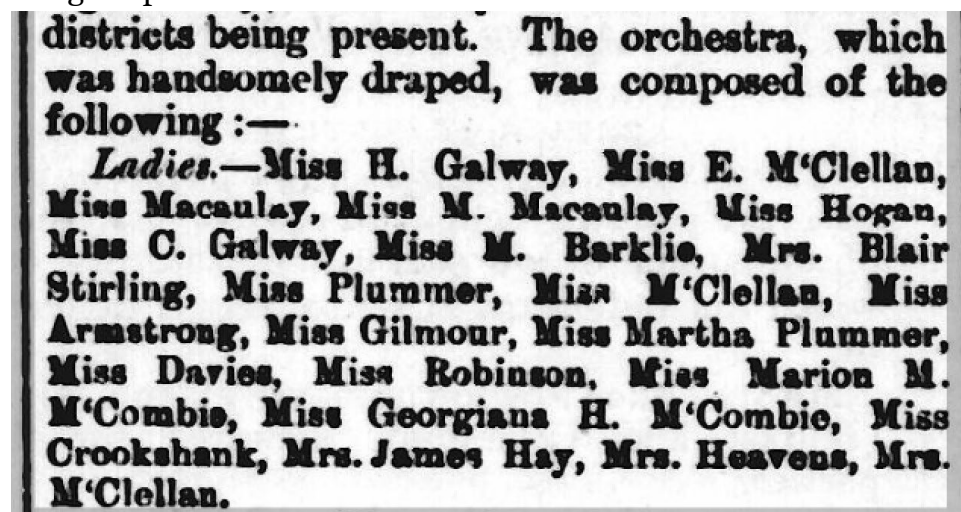 districts being present. The orchestra, which
was handsomely draped, was composed of the
following :—
Ladies.—Miss H. Galway, Miss E. M‘Clellan,
Miss Macaulay, Miss M. Macaulay, Miss Hogan,
Miss C. Galway, Miss M. Barklie, Mrs. Blair
Stirling, Miss Plummer, Miss M‘Clellan, Miss
Armstrong, Miss Gilmour, Miss Martha Plummer,
Miss Davies, Miss Robinson, Miss Marion M.
M‘Combie, Miss Georgiana H. M‘Combie, Miss
Crookshank, Mrs. James Hay, Mrs. Heavens, Mrs.
M‘Clellan.